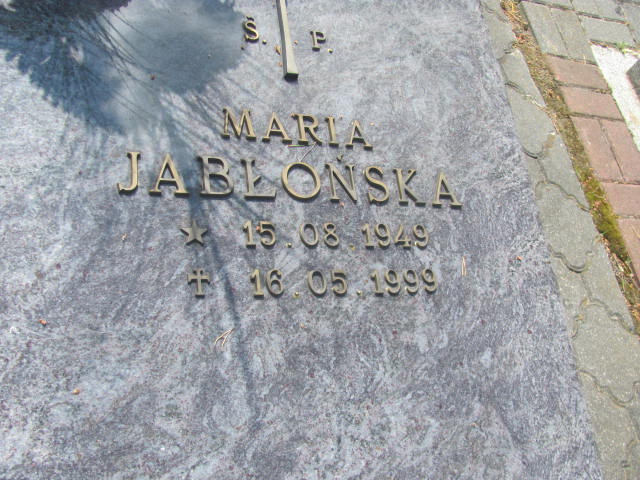 Ś. P.
MARIA
JABŁOŃSKA
★ 15.08.1949
✝ 16.05.1999